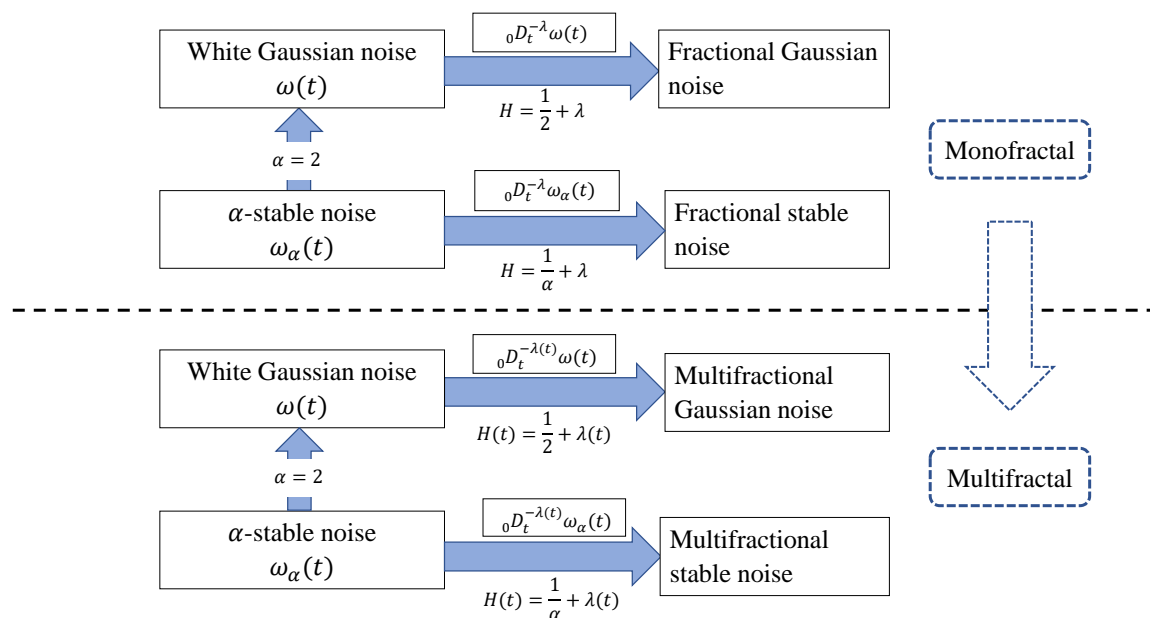 ₀D_t^{-λ}ω(t)
White Gaussian noise
ω(t)
Fractional Gaussian
noise
H = 1/2 + λ
α = 2
Monofractal
₀D_t^{-λ}ω_α(t)
α-stable noise
ω_α(t)
Fractional stable
noise
H = 1/α + λ
₀D_t^{-λ(t)}ω(t)
White Gaussian noise
ω(t)
Multifractional
Gaussian noise
H(t) = 1/2 + λ(t)
α = 2
Multifractal
₀D_t^{-λ(t)}ω_α(t)
α-stable noise
ω_α(t)
Multifractional
stable noise
H(t) = 1/α + λ(t)